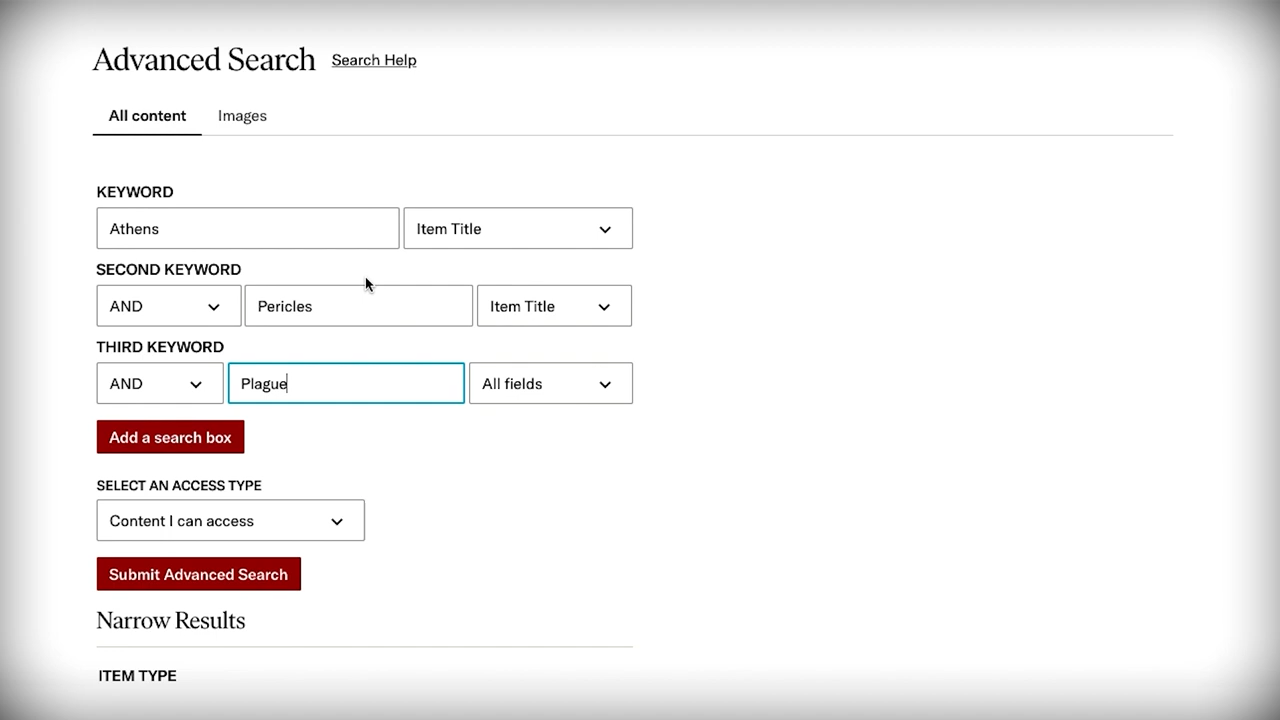 Advanced Search Search Help
All content Images
KEYWORD
Athens Item Title
SECOND KEYWORD
AND Pericles Item Title
THIRD KEYWORD
AND Plague All fields
Add a search box
SELECT AN ACCESS TYPE
Content I can access
Submit Advanced Search
Narrow Results
ITEM TYPE